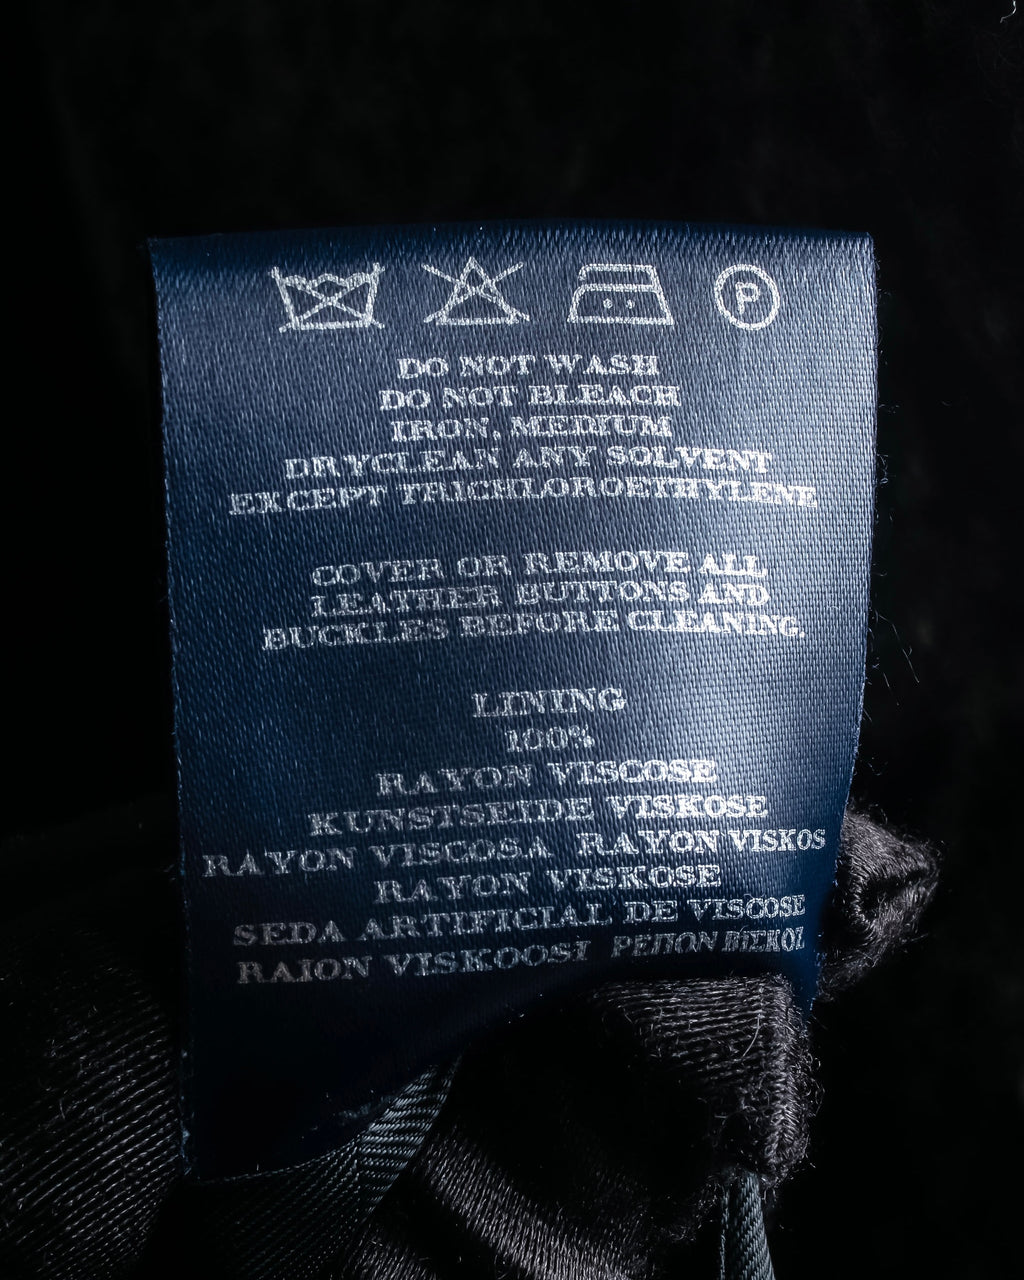 P
DO NOT WASH
DO NOT BLEACH
IRON, MEDIUM
DRYCLEAN ANY SOLVENT
EXCEPT TRICHLOROETHYLENE
COVER OR REMOVE ALL
LEATHER BUTTONS AND
BUCKLES BEFORE CLEANING.
LINING
100%
RAYON VISCOSE
KUNSTSEIDE VISKOSE
RAYON VISCOSA RAYON VISKOS
RAYON VISKOSE
SEDA ARTIFICIAL DE VISCOSE
RAION VISKOOSI ΡΕΓΙΟΝ ΒΙΣΚΟΖ